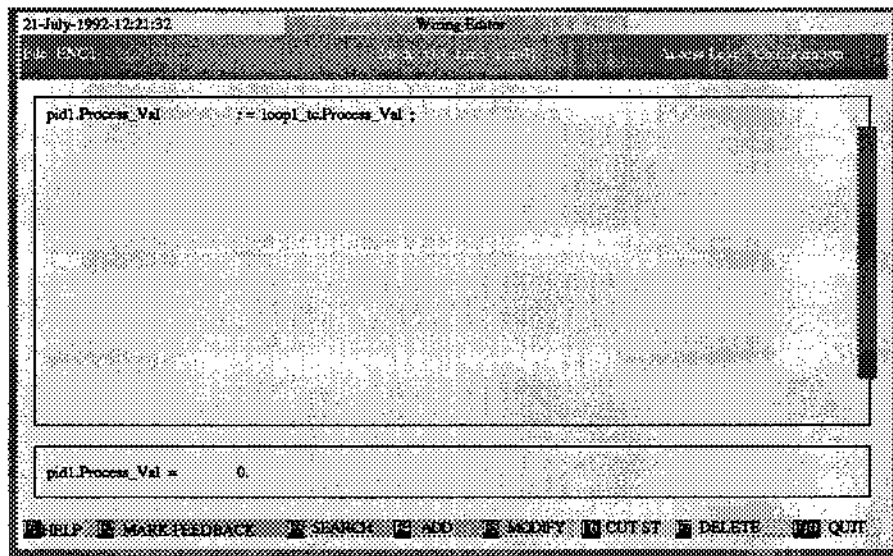 21-July-1992-12:21:32 Wiring Editor
pid1.Process_Val := loop1_tc.Process_Val ;
pid1.Process_Val = 0.
HELP MARK FEEDBACK SEARCH ADD MODIFY CUT ST DELETE QUIT